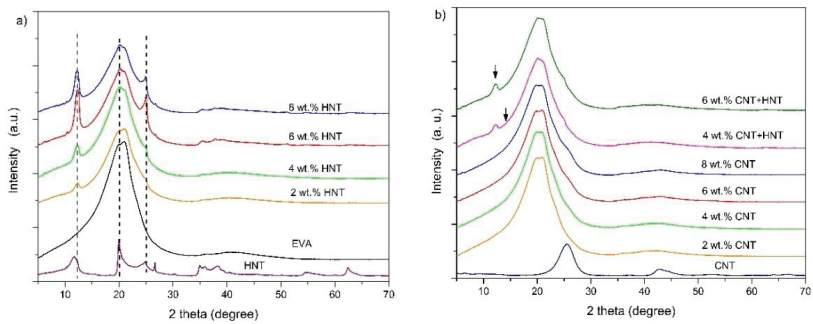 a)
Intensity (a.u.)
6 wt.% HNT
6 wt.% HNT
4 wt.% HNT
2 wt.% HNT
EVA
HNT
10 20 30 40 50 60 70
2 theta (degree)
b)
Intensity (a.u.)
6 wt.% CNT+HNT
4 wt.% CNT+HNT
8 wt.% CNT
6 wt.% CNT
4 wt.% CNT
2 wt.% CNT
CNT
10 20 30 40 50 60 70
2 theta (degree)